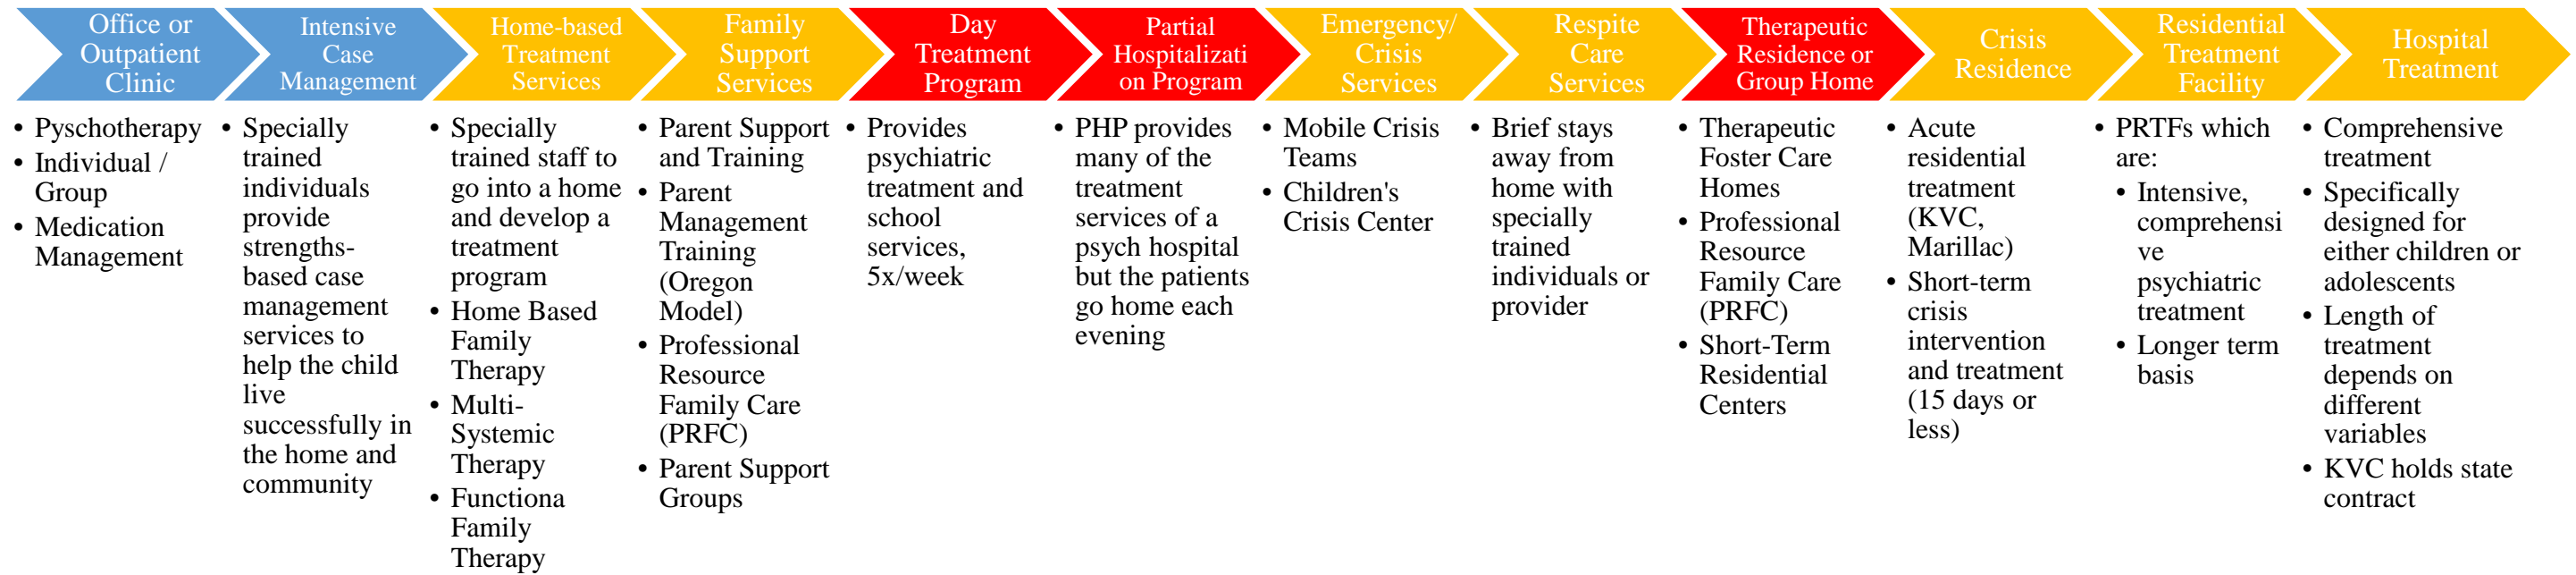 Office or
Outpatient
Clinic
• Pyschotherapy
• Individual /
Group
• Medication
Management
Intensive
Case
Management
• Specially
trained
individuals
provide
strengths-
based case
management
services to
help the child
live
successfully in
the home and
community
Home-based
Treatment
Services
• Specially
trained staff to
go into a home
and develop a
treatment
program
• Home Based
Family
Therapy
• Multi-
Systemic
Therapy
• Functiona
Family
Therapy
Family
Support
Services
• Parent Support
and Training
• Parent
Management
Training
(Oregon
Model)
• Professional
Resource
Family Care
(PRFC)
• Parent Support
Groups
Day
Treatment
Program
• Provides
psychiatric
treatment and
school
services,
5x/week
Partial
Hospitalizati
on Program
• PHP provides
many of the
treatment
services of a
psych hospital
but the patients
go home each
evening
Emergency/
Crisis
Services
• Mobile Crisis
Teams
• Children's
Crisis Center
Respite
Care
Services
• Brief stays
away from
home with
specially
trained
individuals or
provider
Therapeutic
Residence or
Group Home
• Therapeutic
Foster Care
Homes
• Professional
Resource
Family Care
(PRFC)
• Short-Term
Residential
Centers
Crisis
Residence
• Acute
residential
treatment
(KVC,
Marillac)
• Short-term
crisis
intervention
and treatment
(15 days or
less)
Residential
Treatment
Facility
• PRTFs which
are:
• Intensive,
comprehensi
ve
psychiatric
treatment
• Longer term
basis
Hospital
Treatment
• Comprehensive
treatment
• Specifically
designed for
either children or
adolescents
• Length of
treatment
depends on
different
variables
• KVC holds state
contract